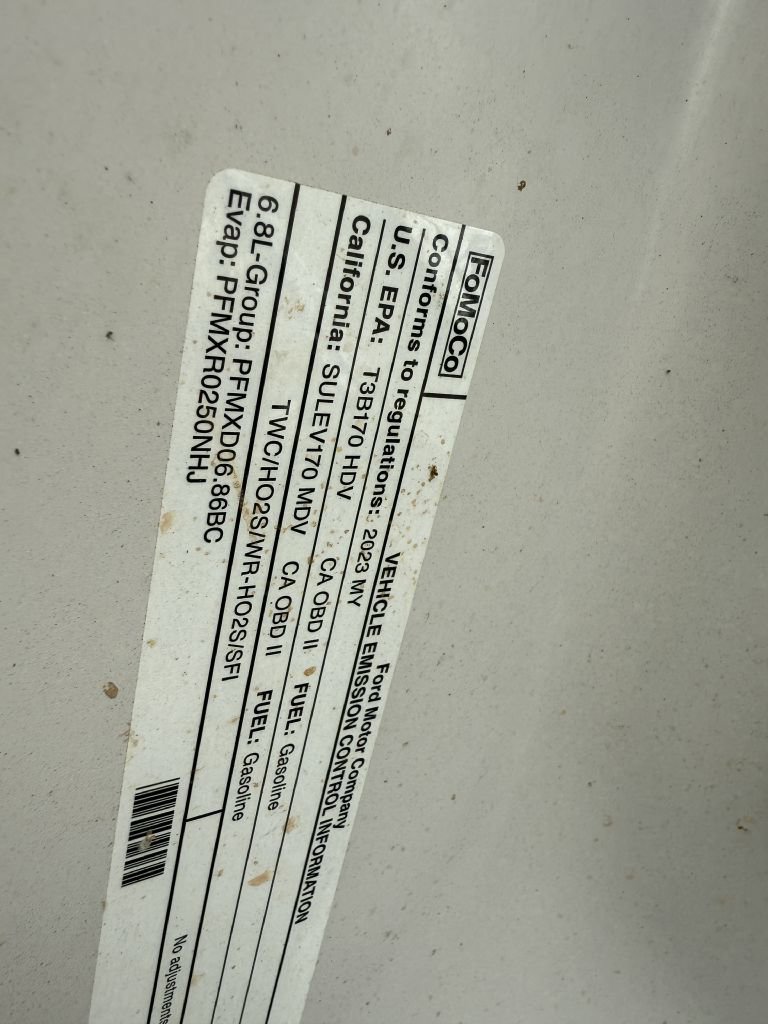 FoMoCo
Ford Motor Company
VEHICLE EMISSION CONTROL INFORMATION
Conforms to regulations: 2023 MY
U.S. EPA: T3B170 HDV CA OBD II FUEL: Gasoline
California: SULEV170 MDV CA OBD II FUEL: Gasoline
TWC/HO2S/WR-HO2S/SFI
No adjustments
6.8L-Group: PFMXD06.86BC
Evap: PFMXR0250NHJ